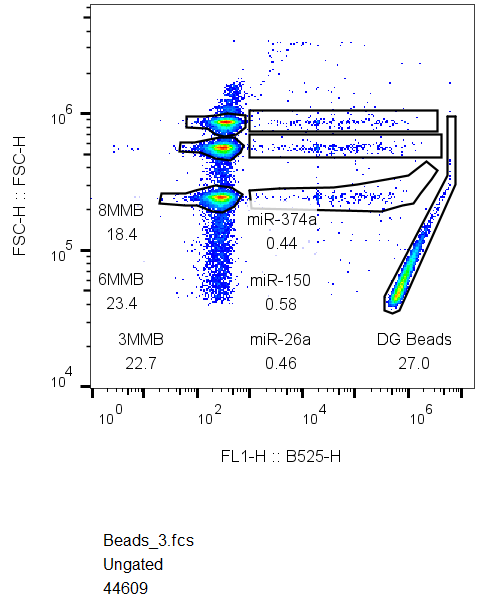 FSC-H :: FSC-H
10^6
10^5
10^4
8MMB
18.4
miR-374a
0.44
6MMB
23.4
miR-150
0.58
3MMB
22.7
miR-26a
0.46
DG Beads
27.0
10^0 10^2 10^4 10^6
FL1-H :: B525-H
Beads_3.fcs
Ungated
44609